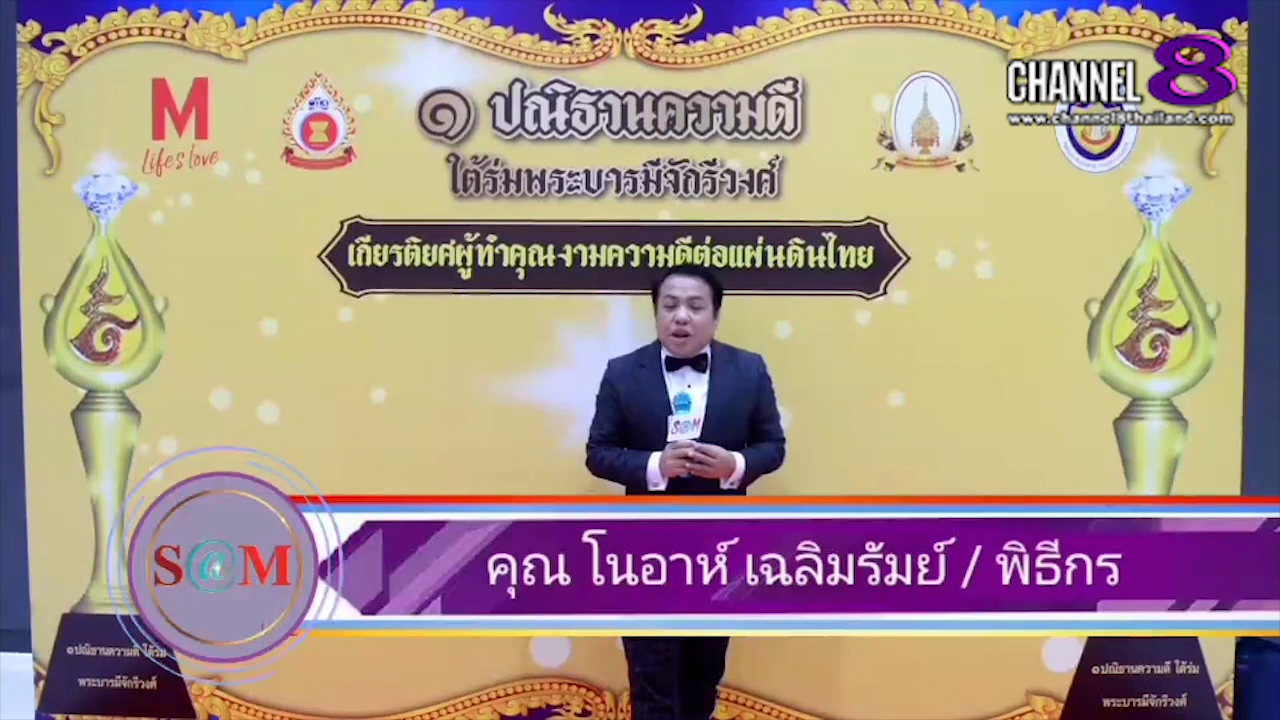 CHANNEL 8
www.channel8thailand.com
M
Life's love
๑ ปณิธานความดี
ใต้ร่มพระบารมีจักรีวงศ์
เกียรติยศผู้ทำคุณงามความดีต่อแผ่นดินไทย
S@M
S@M
คุณ โนอาห์ เฉลิมรัมย์ / พิธีกร
๑ปณิธานความดี ใต้ร่ม
พระบารมีจักรีวงศ์
๑ปณิธานความดี ใต้ร่ม
พระบารมีจักรีวงศ์